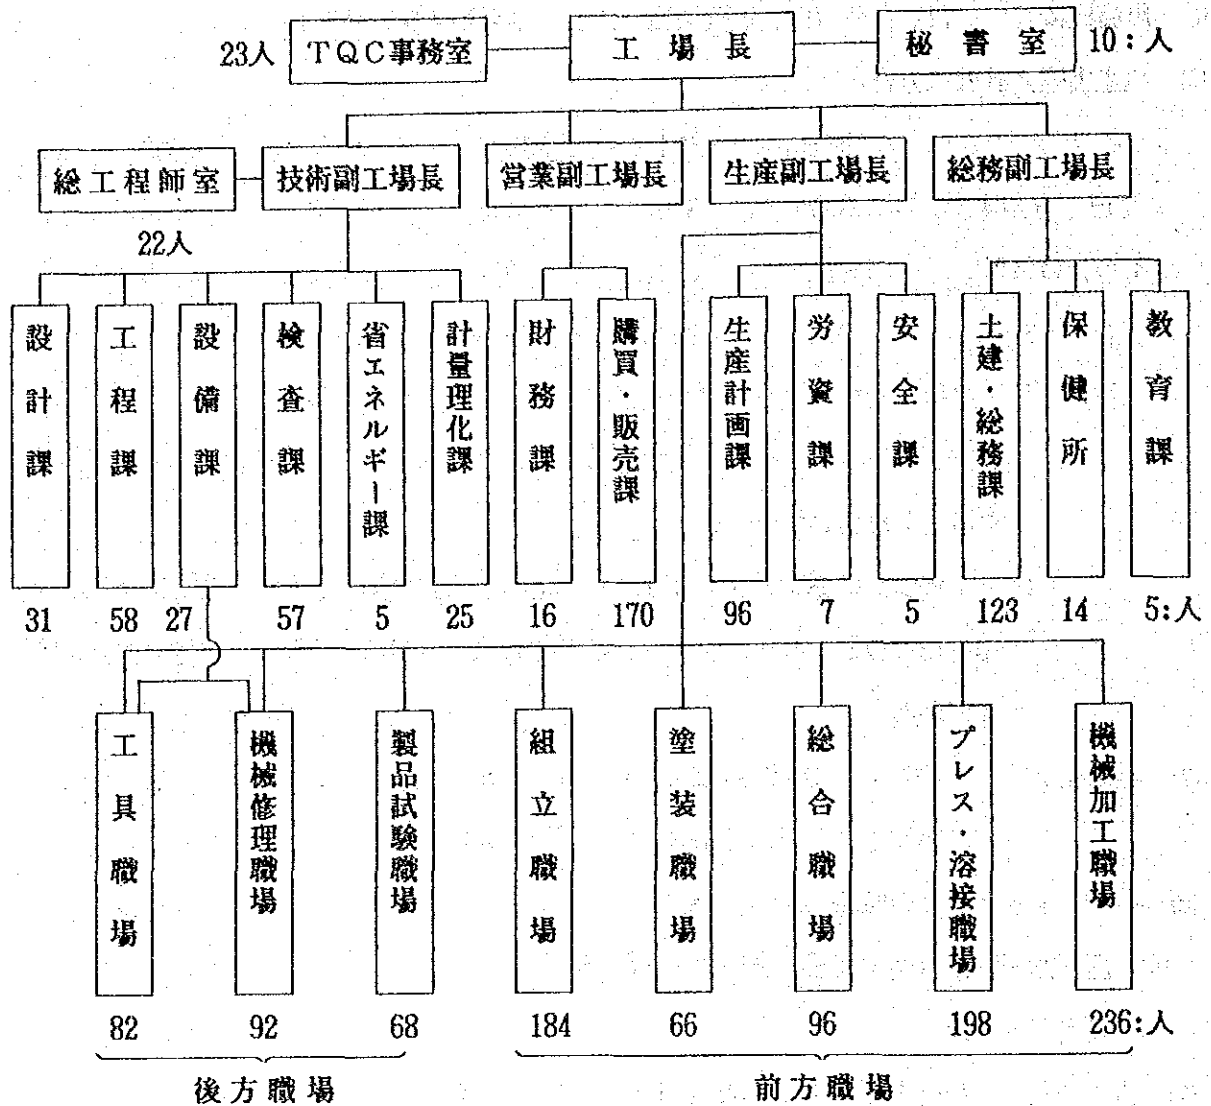 23人 TQC事務室 工場長 秘書室 10:人
総工程師室 技術副工場長 営業副工場長 生産副工場長 総務副工場長
22人
設計課
工程課
設備課
検査課
省エネルギー課
計量理化課
財務課
購買・販売課
生産計画課
労資課
安全課
土建・総務課
保健所
教育課
31 58 27 57 5 25 16 170 96 7 5 123 14 5:人
工具職場
機械修理職場
製品試験職場
組立職場
塗装職場
総合職場
プレス・溶接職場
機械加工職場
82 92 68 184 66 96 198 236:人
後方職場 前方職場